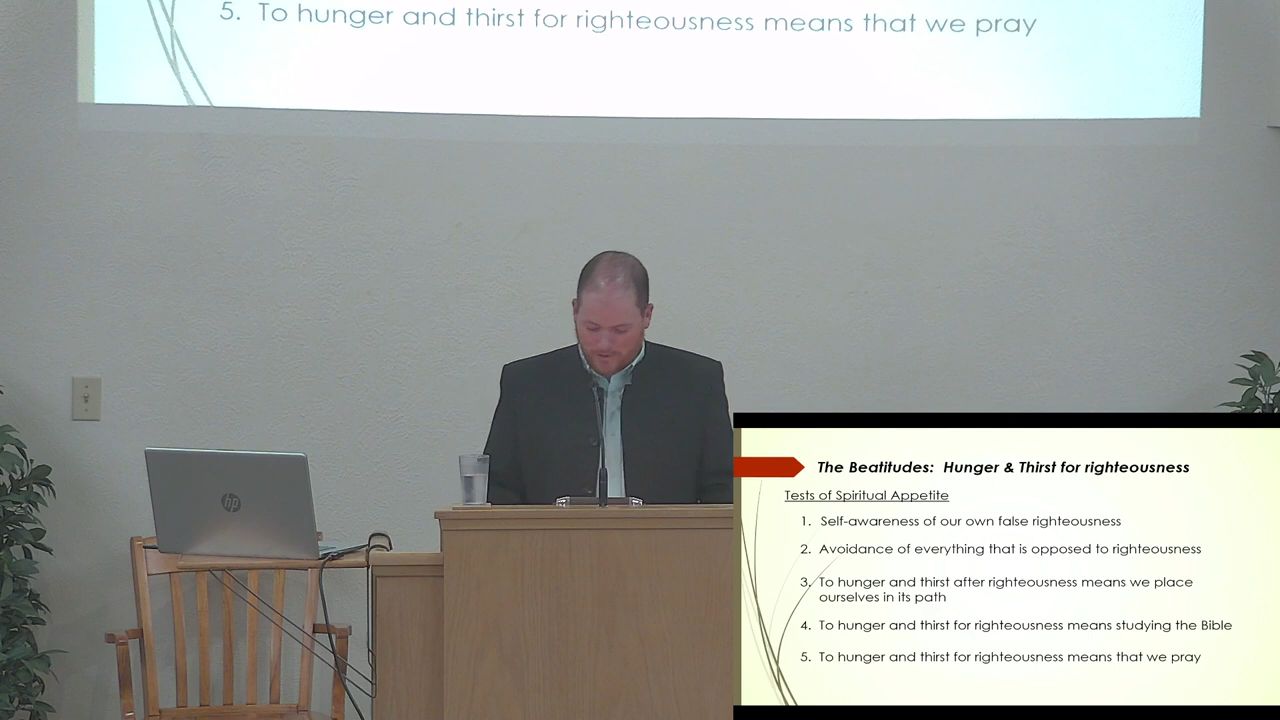 5. To hunger and thirst for righteousness means that we pray
hp
The Beatitudes: Hunger & Thirst for righteousness
Tests of Spiritual Appetite
1. Self-awareness of our own false righteousness
2. Avoidance of everything that is opposed to righteousness
3. To hunger and thirst after righteousness means we place
ourselves in its path
4. To hunger and thirst for righteousness means studying the Bible
5. To hunger and thirst for righteousness means that we pray